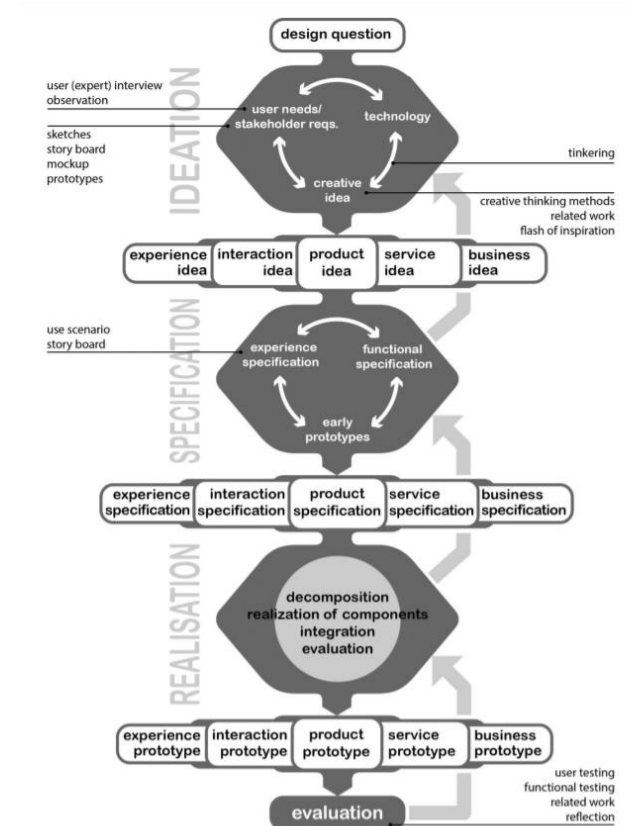 design question
IDEATION
user (expert) interview
observation
sketches
story board
mockup
prototypes
user needs/
stakeholder reqs.
technology
creative
idea
tinkering
creative thinking methods
related work
flash of inspiration
experience
idea
interaction
idea
product
idea
service
idea
business
idea
SPECIFICATION
use scenario
story board
experience
specification
functional
specification
early
prototypes
experience
specification
interaction
specification
product
specification
service
specification
business
specification
REALISATION
decomposition
realization of components
integration
evaluation
experience
prototype
interaction
prototype
product
prototype
service
prototype
business
prototype
user testing
functional testing
related work
reflection
evaluation